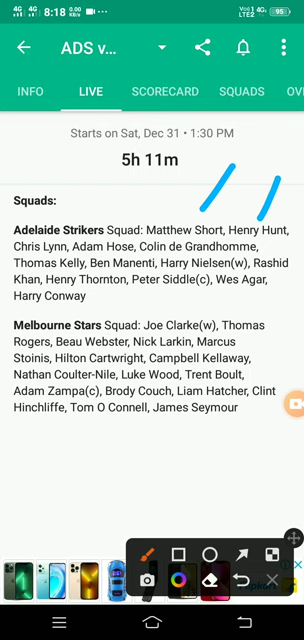 8:18
ADS v...
INFO LIVE SCORECARD SQUADS OV
Starts on Sat, Dec 31 • 1:30 PM
5h 11m
Squads:
Adelaide Strikers Squad: Matthew Short, Henry Hunt,
Chris Lynn, Adam Hose, Colin de Grandhomme,
Thomas Kelly, Ben Manenti, Harry Nielsen(w), Rashid
Khan, Henry Thornton, Peter Siddle(c), Wes Agar,
Harry Conway
Melbourne Stars Squad: Joe Clarke(w), Thomas
Rogers, Beau Webster, Nick Larkin, Marcus
Stoinis, Hilton Cartwright, Campbell Kellaway,
Nathan Coulter-Nile, Luke Wood, Trent Boult,
Adam Zampa(c), Brody Couch, Liam Hatcher, Clint
Hinchliffe, Tom O Connell, James Seymour